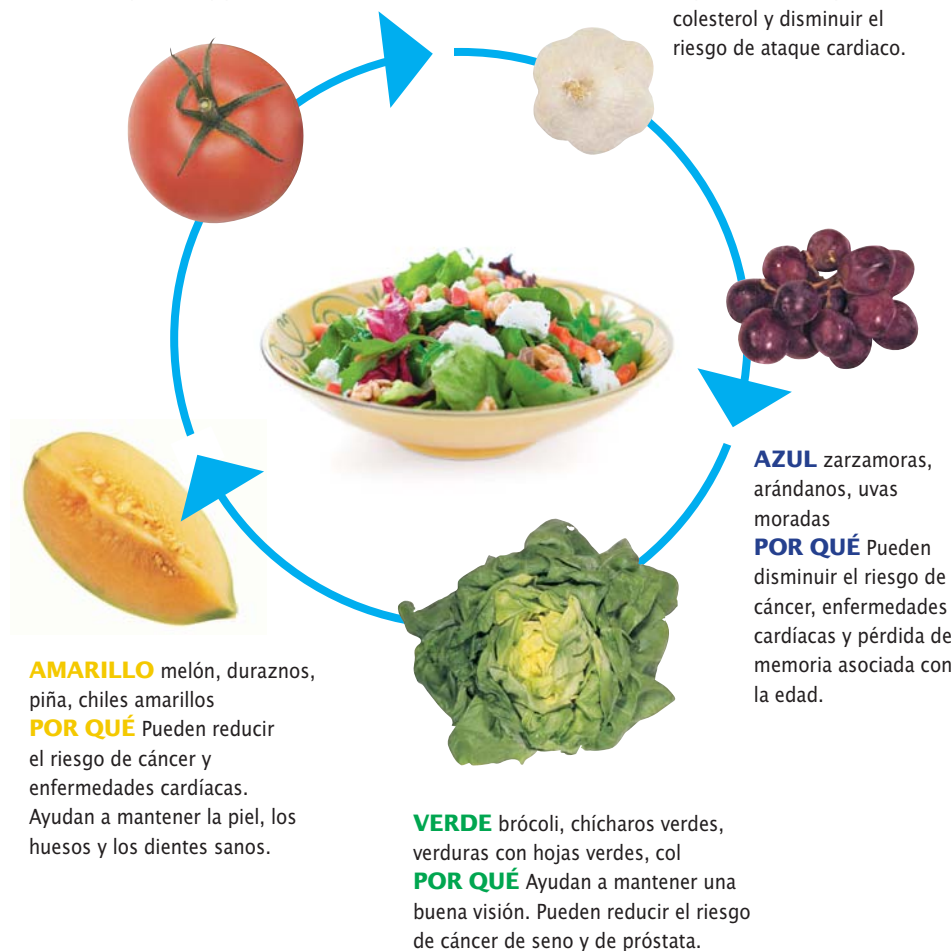 colesterol y disminuir el
riesgo de ataque cardiaco.
AZUL zarzamoras,
arándanos, uvas
moradas
POR QUÉ Pueden
disminuir el riesgo de
cáncer, enfermedades
cardíacas y pérdida de
memoria asociada con
la edad.
AMARILLO melón, duraznos,
piña, chiles amarillos
POR QUÉ Pueden reducir
el riesgo de cáncer y
enfermedades cardíacas.
Ayudan a mantener la piel, los
huesos y los dientes sanos.
VERDE brócoli, chícharos verdes,
verduras con hojas verdes, col
POR QUÉ Ayudan a mantener una
buena visión. Pueden reducir el riesgo
de cáncer de seno y de próstata.